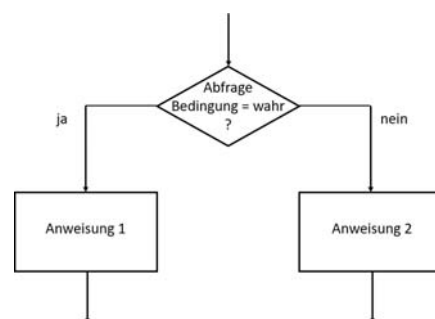 Abfrage
Bedingung = wahr
?
ja
nein
Anweisung 1
Anweisung 2